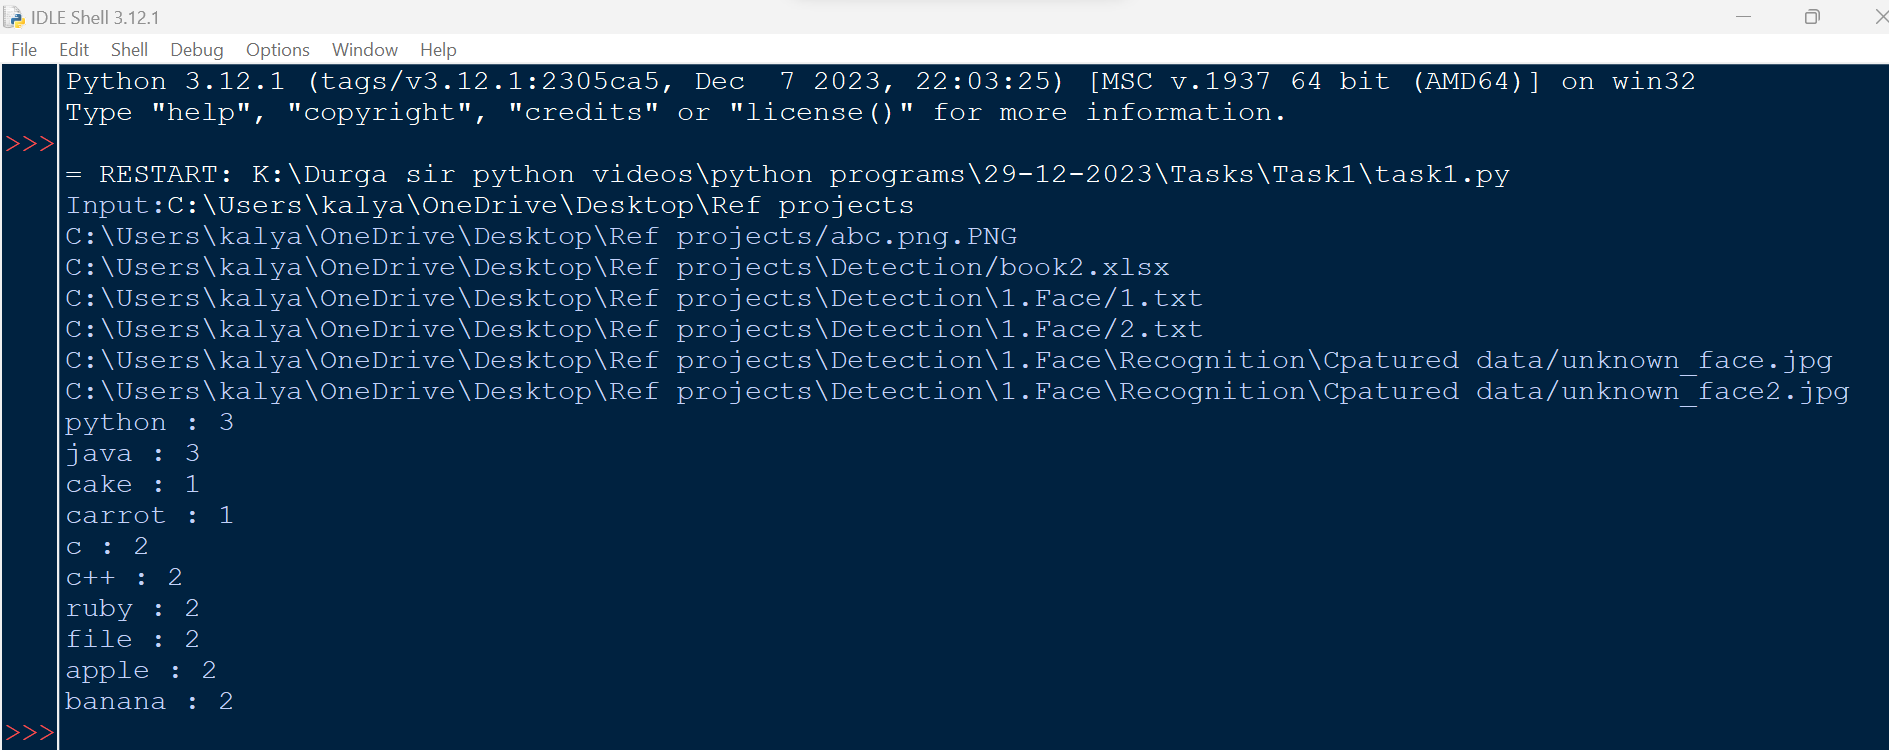 IDLE Shell 3.12.1
File Edit Shell Debug Options Window Help
Python 3.12.1 (tags/v3.12.1:2305ca5, Dec  7 2023, 22:03:25) [MSC v.1937 64 bit (AMD64)] on win32
Type "help", "copyright", "credits" or "license()" for more information.
>>>
= RESTART: K:\Durga sir python videos\python programs\29-12-2023\Tasks\Task1\task1.py
Input:C:\Users\kalya\OneDrive\Desktop\Ref projects
C:\Users\kalya\OneDrive\Desktop\Ref projects/abc.png.PNG
C:\Users\kalya\OneDrive\Desktop\Ref projects\Detection/book2.xlsx
C:\Users\kalya\OneDrive\Desktop\Ref projects\Detection\1.Face/1.txt
C:\Users\kalya\OneDrive\Desktop\Ref projects\Detection\1.Face/2.txt
C:\Users\kalya\OneDrive\Desktop\Ref projects\Detection\1.Face\Recognition\Cpatured data/unknown_face.jpg
C:\Users\kalya\OneDrive\Desktop\Ref projects\Detection\1.Face\Recognition\Cpatured data/unknown_face2.jpg
python : 3
java : 3
cake : 1
carrot : 1
c : 2
c++ : 2
ruby : 2
file : 2
apple : 2
banana : 2
>>>